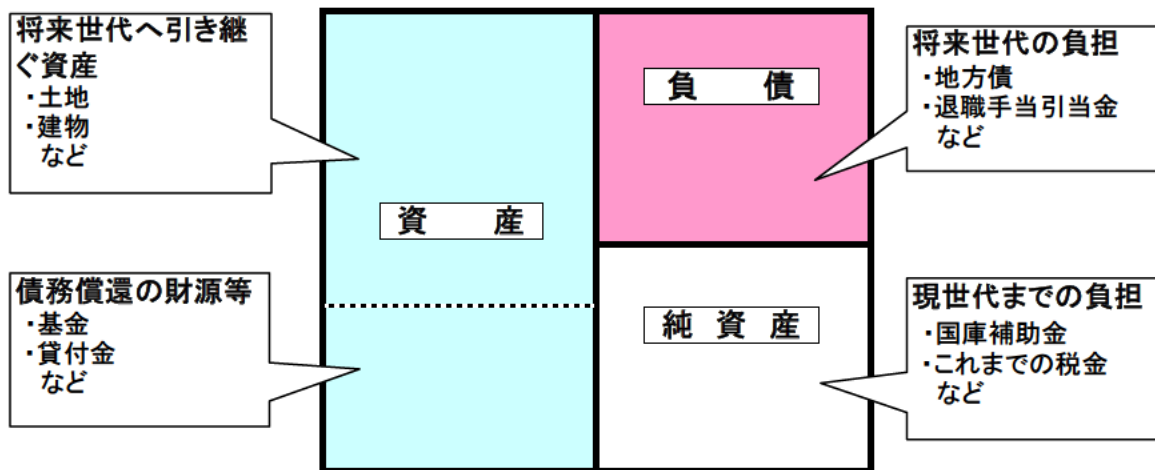 将来世代へ引き継
ぐ資産
・土地
・建物
など
債務償還の財源等
・基金
・貸付金
など
資　産
負　債
純 資 産
将来世代の負担
・地方債
・退職手当引当金
など
現世代までの負担
・国庫補助金
・これまでの税金
など